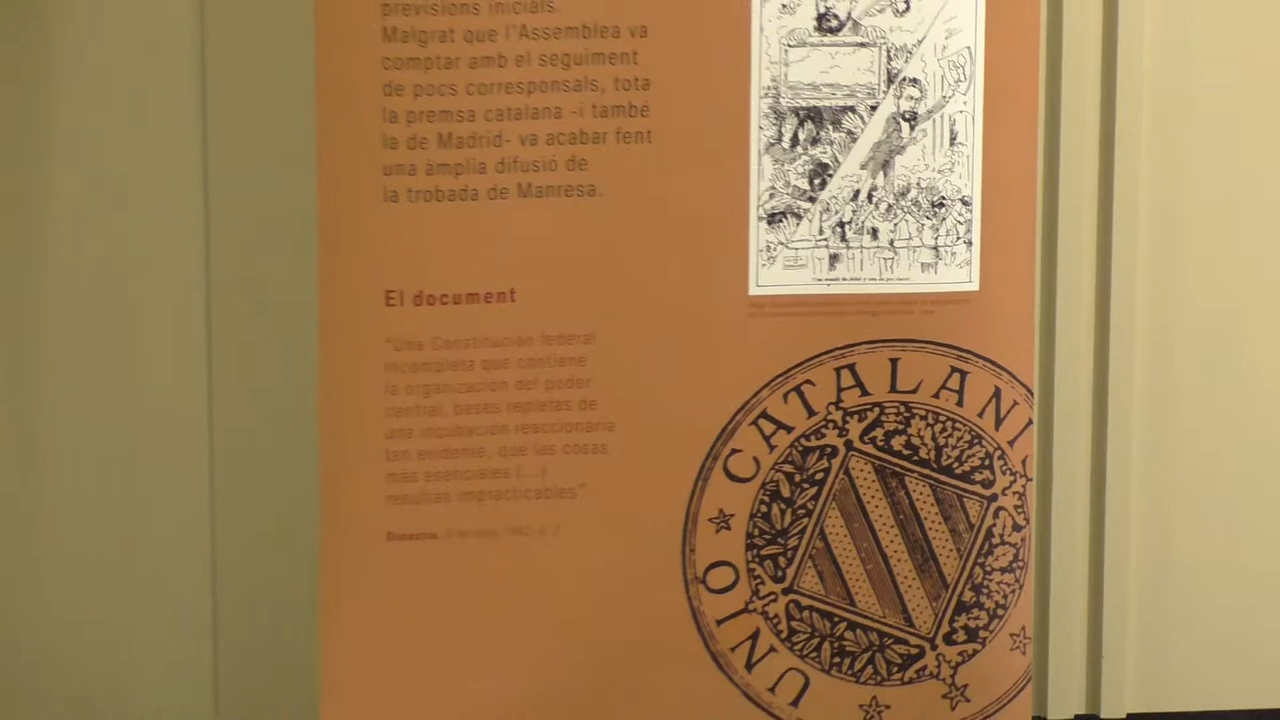 previsions inicials.
Malgrat que l'Assemblea va
comptar amb el seguiment
de pocs corresponsals, tota
la premsa catalana -i també
la de Madrid- va acabar fent
una àmplia difusió de
la trobada de Manresa.
El document
"Una Constitución federal
incompleta que contiene
la organización del poder
central, bases repletas de
una incubación reaccionaria
tan evidente, que las cosas
más esenciales (...)
resultan impracticables"
UNIÓ CATALANI